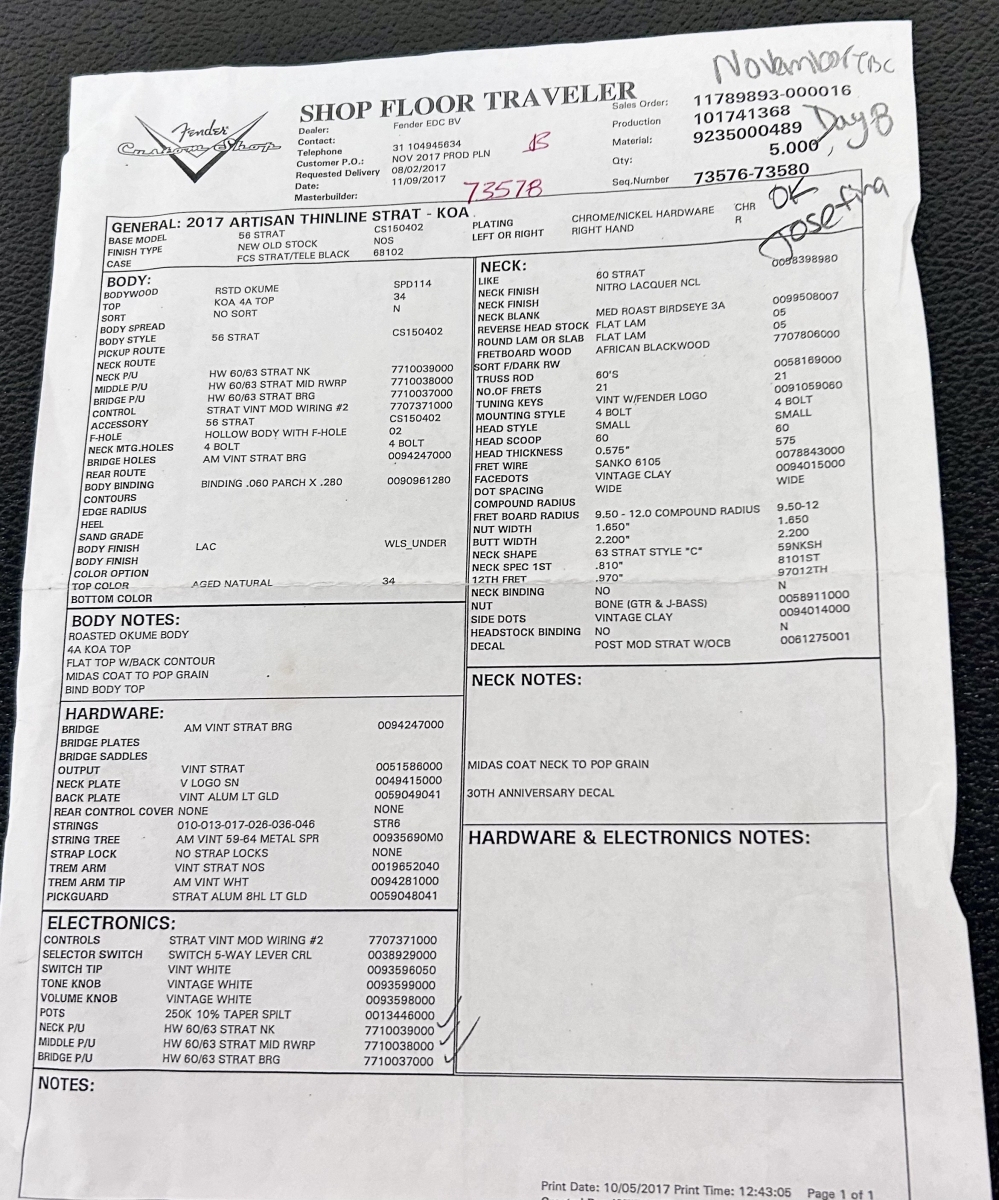 November TBC
SHOP FLOOR TRAVELER
Fender
Custom Shop
Dealer: Fender EDC BV
Contact:
Telephone 31 104945634
Customer P.O.: NOV 2017 PROD PLN
Requested Delivery 08/02/2017
Date: 11/09/2017
Masterbuilder:
73578
Sales Order: 11789893-000016
Production 101741368
Material: 9235000489
Qty: 5.000
Seq.Number 73576-73580
Day 8
OK
Josefina
GENERAL: 2017 ARTISAN THINLINE STRAT - KOA
BASE MODEL 56 STRAT CS150402
FINISH TYPE NEW OLD STOCK NOS
CASE FCS STRAT/TELE BLACK 68102
PLATING CHROME/NICKEL HARDWARE CHR
LEFT OR RIGHT RIGHT HAND R
BODY:
BODYWOOD RSTD OKUME SPD114
TOP KOA 4A TOP 34
SORT NO SORT N
BODY SPREAD
BODY STYLE 56 STRAT CS150402
PICKUP ROUTE
NECK ROUTE
NECK P/U HW 60/63 STRAT NK 7710039000
MIDDLE P/U HW 60/63 STRAT MID RWRP 7710038000
BRIDGE P/U HW 60/63 STRAT BRG 7710037000
CONTROL STRAT VINT MOD WIRING #2 7707371000
ACCESSORY 56 STRAT CS150402
F-HOLE HOLLOW BODY WITH F-HOLE 02
NECK MTG.HOLES 4 BOLT 4 BOLT
BRIDGE HOLES AM VINT STRAT BRG 0094247000
REAR ROUTE
BODY BINDING BINDING .060 PARCH X .280 0090961280
CONTOURS
EDGE RADIUS
HEEL
SAND GRADE
BODY FINISH LAC WLS_UNDER
BODY FINISH
COLOR OPTION
TOP COLOR AGED NATURAL 34
BOTTOM COLOR
BODY NOTES:
ROASTED OKUME BODY
4A KOA TOP
FLAT TOP W/BACK CONTOUR
MIDAS COAT TO POP GRAIN
BIND BODY TOP
HARDWARE:
BRIDGE AM VINT STRAT BRG 0094247000
BRIDGE PLATES
BRIDGE SADDLES
OUTPUT VINT STRAT 0051586000
NECK PLATE V LOGO SN 0049415000
BACK PLATE VINT ALUM LT GLD 0059049041
REAR CONTROL COVER NONE NONE
STRINGS 010-013-017-026-036-046 STR6
STRING TREE AM VINT 59-64 METAL SPR 00935690M0
STRAP LOCK NO STRAP LOCKS NONE
TREM ARM VINT STRAT NOS 0019652040
TREM ARM TIP AM VINT WHT 0094281000
PICKGUARD STRAT ALUM 8HL LT GLD 0059048041
ELECTRONICS:
CONTROLS STRAT VINT MOD WIRING #2 7707371000
SELECTOR SWITCH SWITCH 5-WAY LEVER CRL 0038929000
SWITCH TIP VINT WHITE 0093596050
TONE KNOB VINTAGE WHITE 0093599000
VOLUME KNOB VINTAGE WHITE 0093598000
POTS 250K 10% TAPER SPILT 0013446000
NECK P/U HW 60/63 STRAT NK 7710039000
MIDDLE P/U HW 60/63 STRAT MID RWRP 7710038000
BRIDGE P/U HW 60/63 STRAT BRG 7710037000
NECK:
LIKE 60 STRAT 0058398980
NECK FINISH NITRO LACQUER NCL
NECK FINISH
NECK BLANK MED ROAST BIRDSEYE 3A 0099508007
REVERSE HEAD STOCK FLAT LAM 05
ROUND LAM OR SLAB FLAT LAM 05
FRETBOARD WOOD AFRICAN BLACKWOOD 7707806000
SORT F/DARK RW
TRUSS ROD 60'S 0058169000
NO.OF FRETS 21 21
TUNING KEYS VINT W/FENDER LOGO 0091059060
MOUNTING STYLE 4 BOLT 4 BOLT
HEAD STYLE SMALL SMALL
HEAD SCOOP 60 60
HEAD THICKNESS 0.575" 575
FRET WIRE SANKO 6105 0078843000
FACEDOTS VINTAGE CLAY 0094015000
DOT SPACING WIDE WIDE
COMPOUND RADIUS
FRET BOARD RADIUS 9.50 - 12.0 COMPOUND RADIUS 9.50-12
NUT WIDTH 1.650" 1.650
BUTT WIDTH 2.200" 2.200
NECK SHAPE 63 STRAT STYLE "C" 59NKSH
NECK SPEC 1ST .810" 8101ST
12TH FRET .970" 97012TH
NECK BINDING NO N
NUT BONE (GTR & J-BASS) 0058911000
SIDE DOTS VINTAGE CLAY 0094014000
HEADSTOCK BINDING NO N
DECAL POST MOD STRAT W/OCB 0061275001
NECK NOTES:
MIDAS COAT NECK TO POP GRAIN
30TH ANNIVERSARY DECAL
HARDWARE & ELECTRONICS NOTES:
NOTES:
Print Date: 10/05/2017 Print Time: 12:43:05 Page 1 of 1